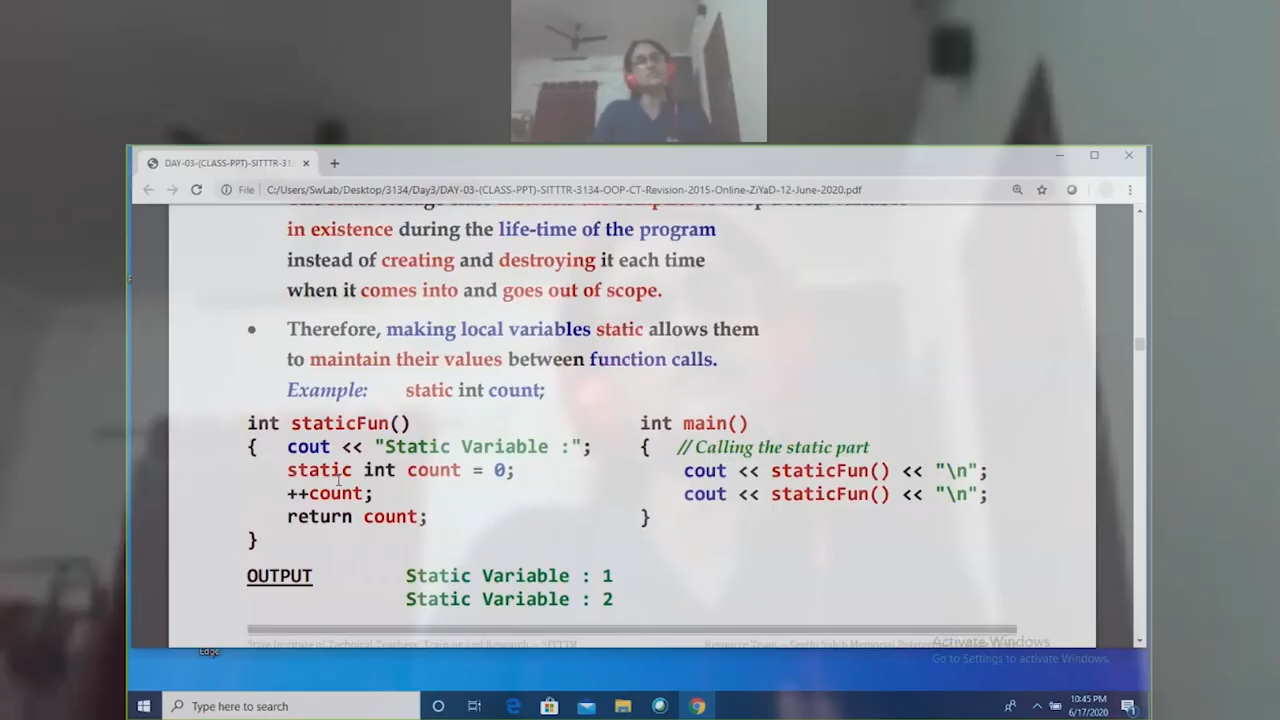 DAY-03-(CLASS-PPT)-SITTTR-313
File C:/Users/SwLab/Desktop/3134/Day3/DAY-03-(CLASS-PPT)-SITTTR-3134-OOP-CT-Revision-2015-Online-ZiYaD-12-June-2020.pdf
in existence during the life-time of the program
instead of creating and destroying it each time
when it comes into and goes out of scope.
• Therefore, making local variables static allows them
to maintain their values between function calls.
Example: static int count;
int staticFun()
{ cout << "Static Variable :";
static int count = 0;
++count;
return count;
}
int main()
{ // Calling the static part
cout << staticFun() << "\n";
cout << staticFun() << "\n";
}
OUTPUT
Static Variable : 1
Static Variable : 2
Activate Windows
Go to Settings to activate Windows.
Edge
Type here to search
10:45 PM
6/17/2020